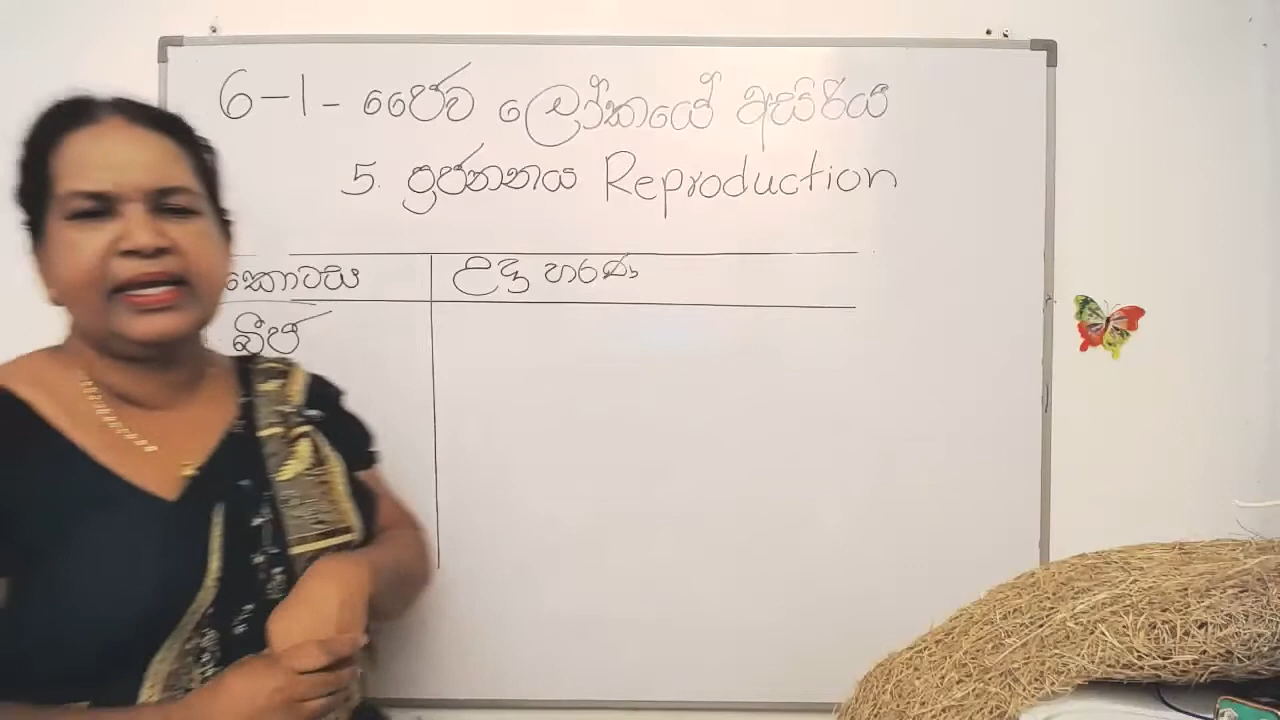 6-1- ජෛව ලෝකයේ අසිරිය
5. ප්‍රජනනය Reproduction
කොටස උදාහරණ
බීජ